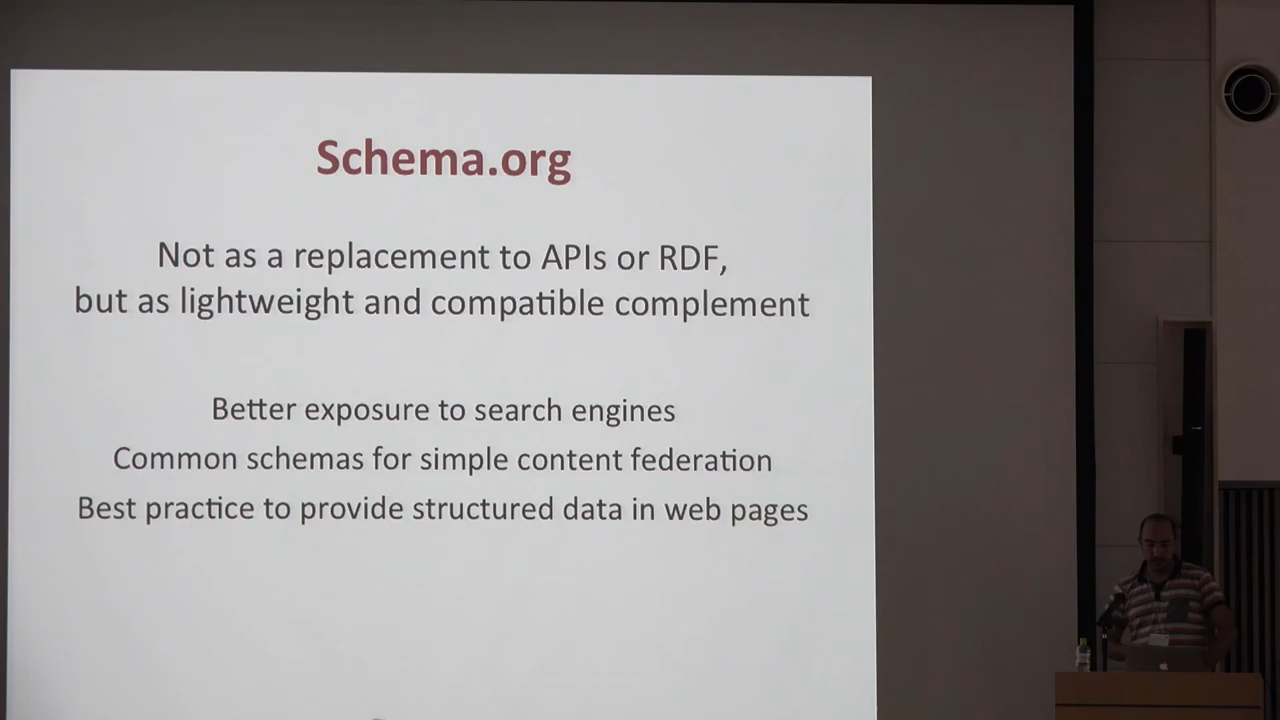 Schema.org
Not as a replacement to APIs or RDF,
but as lightweight and compatible complement
Better exposure to search engines
Common schemas for simple content federation
Best practice to provide structured data in web pages